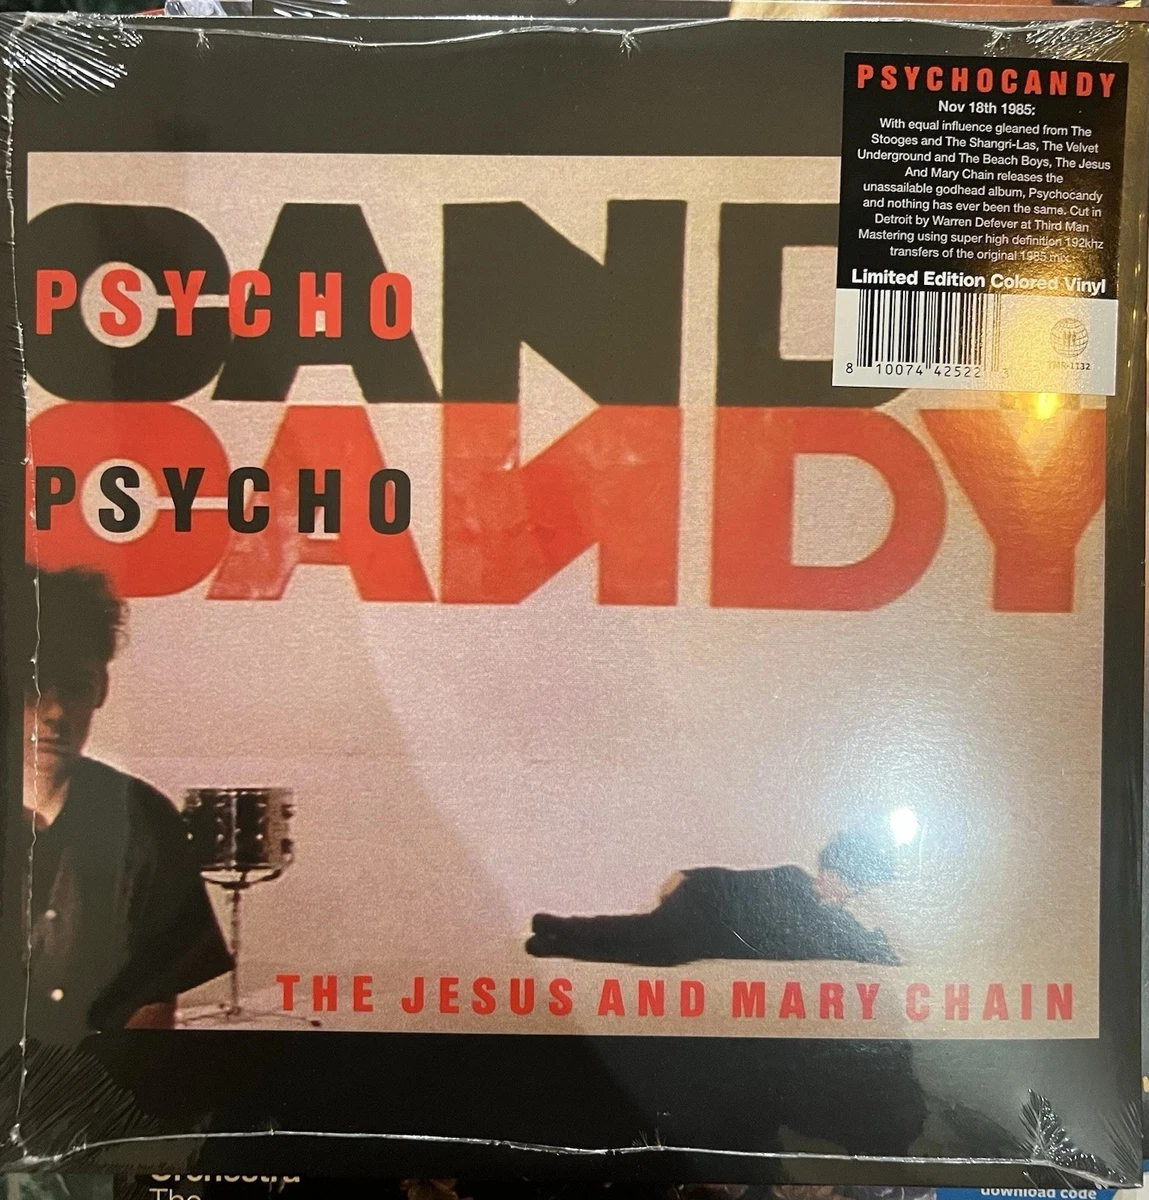 PSYCHOCANDY
Nov 18th 1985:
With equal influence gleaned from The
Stooges and The Shangri-Las, The Velvet
Underground and The Beach Boys, The Jesus
And Mary Chain releases the
unassailable godhead album, Psychocandy
and nothing has ever been the same. Cut in
Detroit by Warren Defever at Third Man
Mastering using super high definition 192khz
transfers of the original 1985 mix.
Limited Edition Colored Vinyl
8 10074 42522 3
TMR-1132
CAND
PSYCHO
CANDY
PSYCHO
THE JESUS AND MARY CHAIN
Orchestra
The
download code